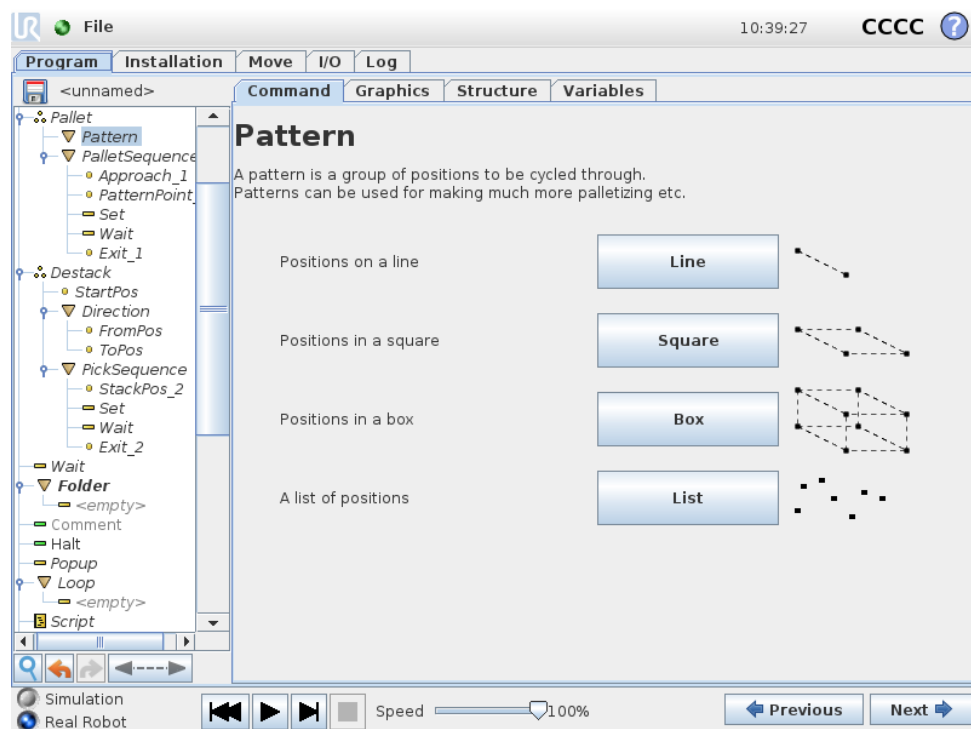 UR File 10:39:27 CCCC ?
Program Installation Move I/O Log
<unnamed>
Command Graphics Structure Variables
Pallet
Pattern
PalletSequence
Approach_1
PatternPoint_
Set
Wait
Exit_1
Destack
StartPos
Direction
FromPos
ToPos
PickSequence
StackPos_2
Set
Wait
Exit_2
Wait
Folder
<empty>
Comment
Halt
Popup
Loop
<empty>
Script
Pattern
A pattern is a group of positions to be cycled through.
Patterns can be used for making much more palletizing etc.
Positions on a line Line
Positions in a square Square
Positions in a box Box
A list of positions List
Simulation
Real Robot
Speed 100%
Previous Next